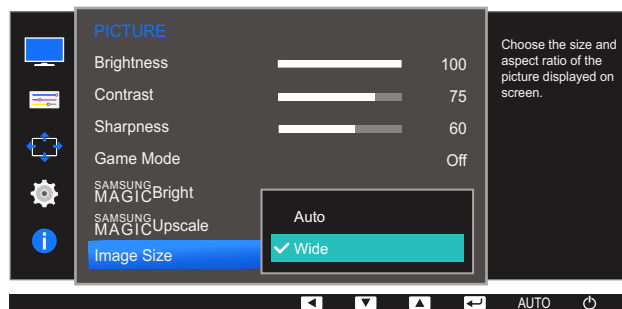 PICTURE
Brightness 100
Contrast 75
Sharpness 60
Game Mode Off
SAMSUNG
MAGICBright
SAMSUNG
MAGICUpscale
Image Size
Auto
Wide
Choose the size and
aspect ratio of the
picture displayed on
screen.
AUTO